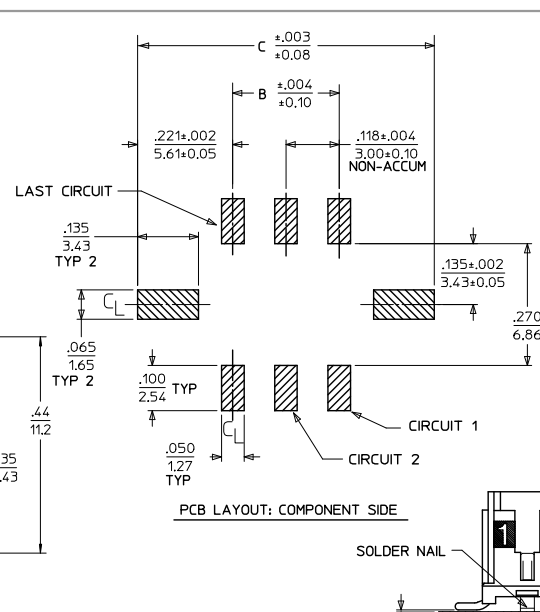 C ±.003
±0.08
B ±.004
±0.10
.221±.002
5.61±0.05
.118±.004
3.00±0.10
NON-ACCUM
LAST CIRCUIT
.135
3.43
TYP 2
.135±.002
3.43±0.05
CL
.270
6.86
.065
1.65
TYP 2
.100
2.54 TYP
.44
11.2
CIRCUIT 1
CL
.050
1.27
TYP
CIRCUIT 2
35
.43
PCB LAYOUT: COMPONENT SIDE
1
SOLDER NAIL